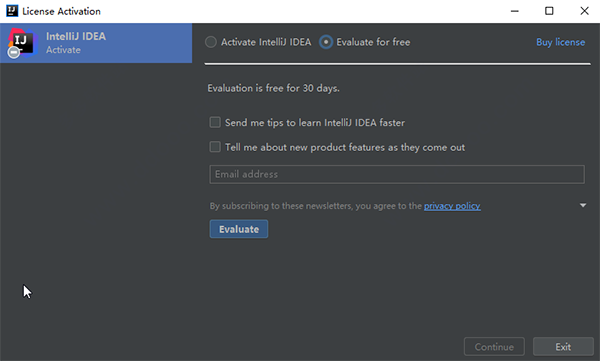 License Activation
IntelliJ IDEA
Activate
Activate IntelliJ IDEA
Evaluate for free
Buy license
Evaluation is free for 30 days.
Send me tips to learn IntelliJ IDEA faster
Tell me about new product features as they come out
Email address
By subscribing to these newsletters, you agree to the privacy policy
Evaluate
Continue
Exit